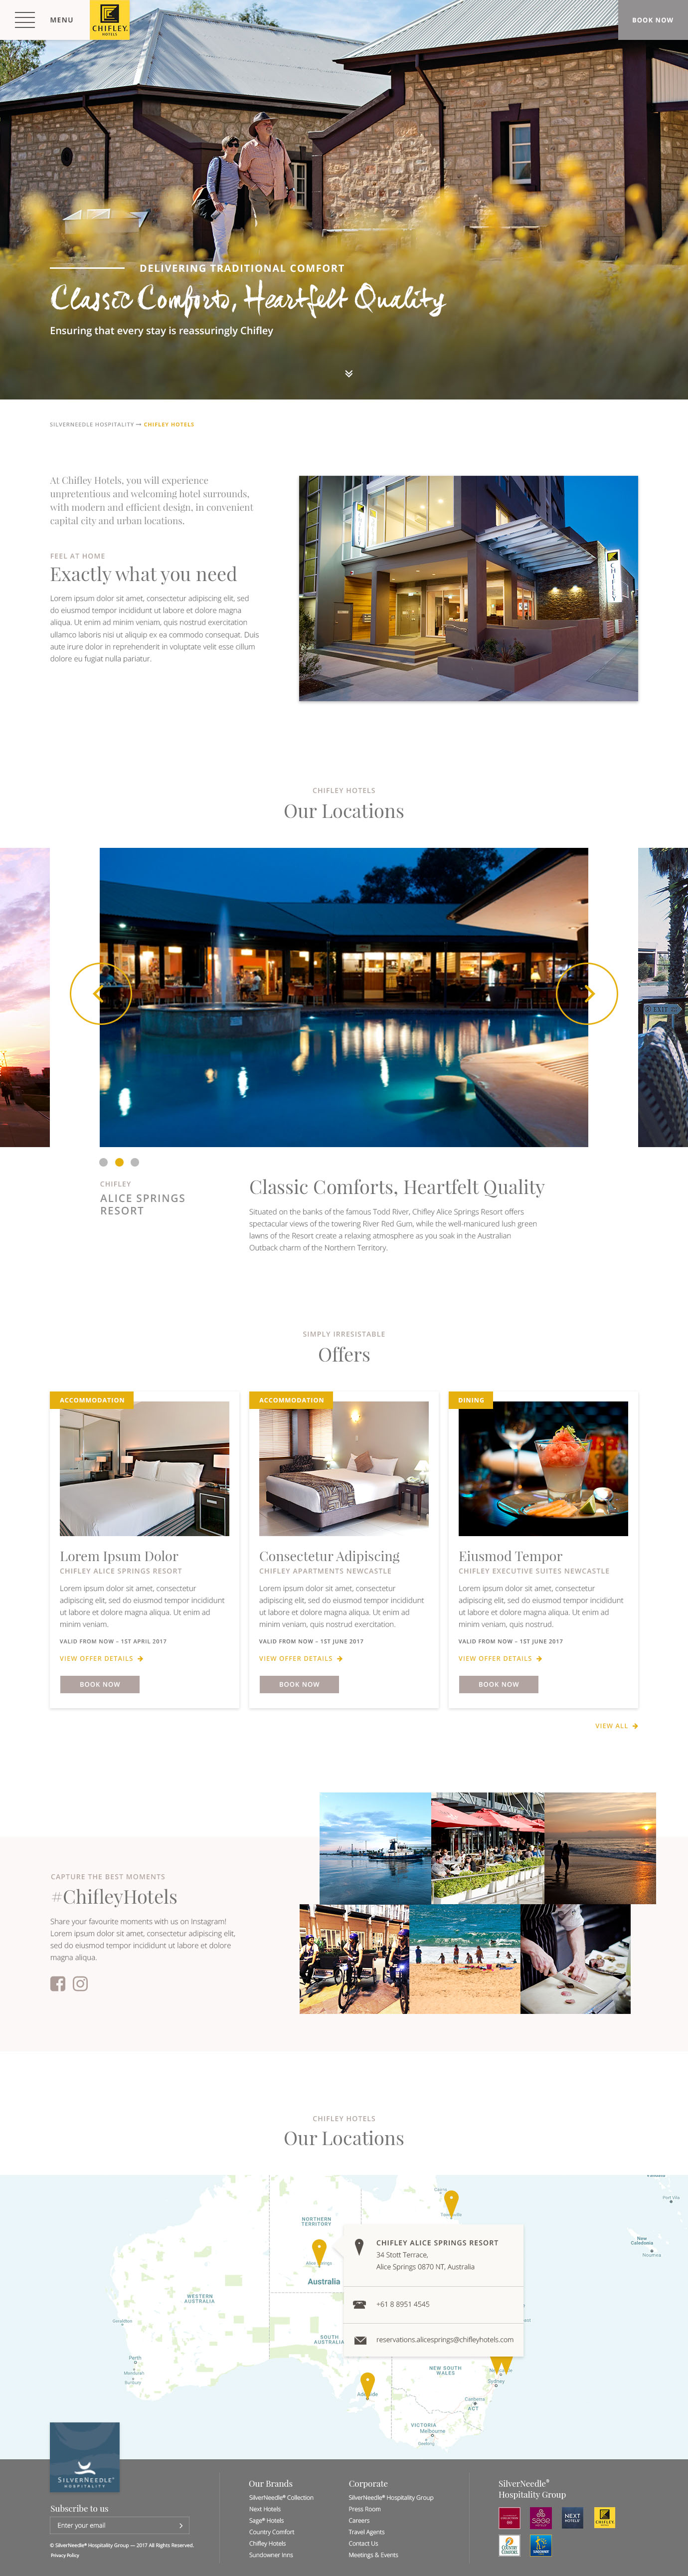 MENU
CHIFLEY
HOTELS
BOOK NOW
DELIVERING TRADITIONAL COMFORT
Classic Comforts, Heartfelt Quality
Ensuring that every stay is reassuringly Chifley
SILVERNEEDLE HOSPITALITY → CHIFLEY HOTELS
At Chifley Hotels, you will experience
unpretentious and welcoming hotel surrounds,
with modern and efficient design, in convenient
capital city and urban locations.
FEEL AT HOME
Exactly what you need
Lorem ipsum dolor sit amet, consectetur adipiscing elit, sed
do eiusmod tempor incididunt ut labore et dolore magna
aliqua. Ut enim ad minim veniam, quis nostrud exercitation
ullamco laboris nisi ut aliquip ex ea commodo consequat. Duis
aute irure dolor in reprehenderit in voluptate velit esse cillum
dolore eu fugiat nulla pariatur.
CHIFLEY
CHIFLEY HOTELS
Our Locations
EXIT
CHIFLEY
ALICE SPRINGS
RESORT
Classic Comforts, Heartfelt Quality
Situated on the banks of the famous Todd River, Chifley Alice Springs Resort offers
spectacular views of the towering River Red Gum, while the well-manicured lush green
lawns of the Resort create a relaxing atmosphere as you soak in the Australian
Outback charm of the Northern Territory.
SIMPLY IRRESISTABLE
Offers
ACCOMMODATION
Lorem Ipsum Dolor
CHIFLEY ALICE SPRINGS RESORT
Lorem ipsum dolor sit amet, consectetur
adipiscing elit, sed do eiusmod tempor incididunt
ut labore et dolore magna aliqua. Ut enim ad
minim veniam.
VALID FROM NOW – 1ST APRIL 2017
VIEW OFFER DETAILS →
BOOK NOW
ACCOMMODATION
Consectetur Adipiscing
CHIFLEY APARTMENTS NEWCASTLE
Lorem ipsum dolor sit amet, consectetur
adipiscing elit, sed do eiusmod tempor incididunt
ut labore et dolore magna aliqua. Ut enim ad
minim veniam, quis nostrud exercitation.
VALID FROM NOW – 1ST JUNE 2017
VIEW OFFER DETAILS →
BOOK NOW
DINING
Eiusmod Tempor
CHIFLEY EXECUTIVE SUITES NEWCASTLE
Lorem ipsum dolor sit amet, consectetur
adipiscing elit, sed do eiusmod tempor incididunt
ut labore et dolore magna aliqua. Ut enim ad
minim veniam, quis nostrud.
VALID FROM NOW – 1ST JUNE 2017
VIEW OFFER DETAILS →
BOOK NOW
VIEW ALL →
CAPTURE THE BEST MOMENTS
#ChifleyHotels
Share your favourite moments with us on Instagram!
Lorem ipsum dolor sit amet, consectetur adipiscing elit,
sed do eiusmod tempor incididunt ut labore et dolore
magna aliqua.
CHIFLEY HOTELS
Our Locations
Cairns
Port Vila
NORTHERN
TERRITORY
New
Caledonia
Noumea
Australia
WESTERN
AUSTRALIA
Geraldton
SOUTH
AUSTRALIA
Perth
Mandurah
Bunbury
Adelaide
NEW SOUTH
WALES
Sydney
Canberra
ACT
VICTORIA
Melbourne
Geelong
CHIFLEY ALICE SPRINGS RESORT
34 Stott Terrace,
Alice Springs 0870 NT, Australia
+61 8 8951 4545
reservations.alicesprings@chifleyhotels.com
SILVERNEEDLE®
HOSPITALITY
Subscribe to us
Enter your email
© SilverNeedle® Hospitality Group — 2017 All Rights Reserved.
Privacy Policy
Our Brands
SilverNeedle® Collection
Next Hotels
Sage® Hotels
Country Comfort
Chifley Hotels
Sundowner Inns
Corporate
SilverNeedle® Hospitality Group
Press Room
Careers
Travel Agents
Contact Us
Meetings & Events
SilverNeedle®
Hospitality Group
sage
NEXT
HOTELS
CHIFLEY
COUNTRY
COMFORT
SUNDOWNER